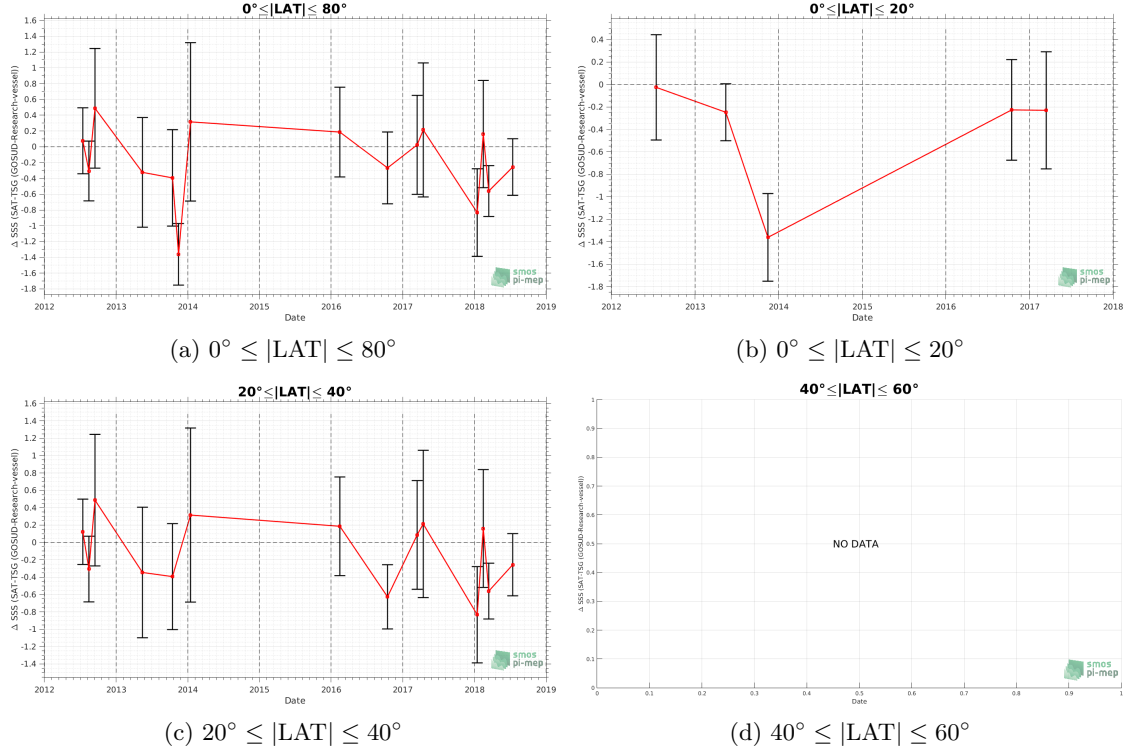 0°≤|LAT|≤ 80°
Δ SSS (SAT-TSG (GOSUD-Research-vessel))
1.6
1.4
1.2
1
0.8
0.6
0.4
0.2
0
-0.2
-0.4
-0.6
-0.8
-1
-1.2
-1.4
-1.6
-1.8
2012 2013 2014 2015 2016 2017 2018 2019
Date
smos
pi-mep
(a) 0° ≤ |LAT| ≤ 80°
0°≤|LAT|≤ 20°
Δ SSS (SAT-TSG (GOSUD-Research-vessel))
0.4
0.2
0
-0.2
-0.4
-0.6
-0.8
-1
-1.2
-1.4
-1.6
-1.8
2012 2013 2014 2015 2016 2017 2018
Date
smos
pi-mep
(b) 0° ≤ |LAT| ≤ 20°
20°≤|LAT|≤ 40°
Δ SSS (SAT-TSG (GOSUD-Research-vessel))
1.6
1.4
1.2
1
0.8
0.6
0.4
0.2
0
-0.2
-0.4
-0.6
-0.8
-1
-1.2
-1.4
2012 2013 2014 2015 2016 2017 2018 2019
Date
smos
pi-mep
(c) 20° ≤ |LAT| ≤ 40°
40°≤|LAT|≤ 60°
Δ SSS (SAT-TSG (GOSUD-Research-vessel))
1
0.9
0.8
0.7
0.6
0.5
0.4
0.3
0.2
0.1
0
NO DATA
0 0.1 0.2 0.3 0.4 0.5 0.6 0.7 0.8 0.9 1
Date
smos
pi-mep
(d) 40° ≤ |LAT| ≤ 60°